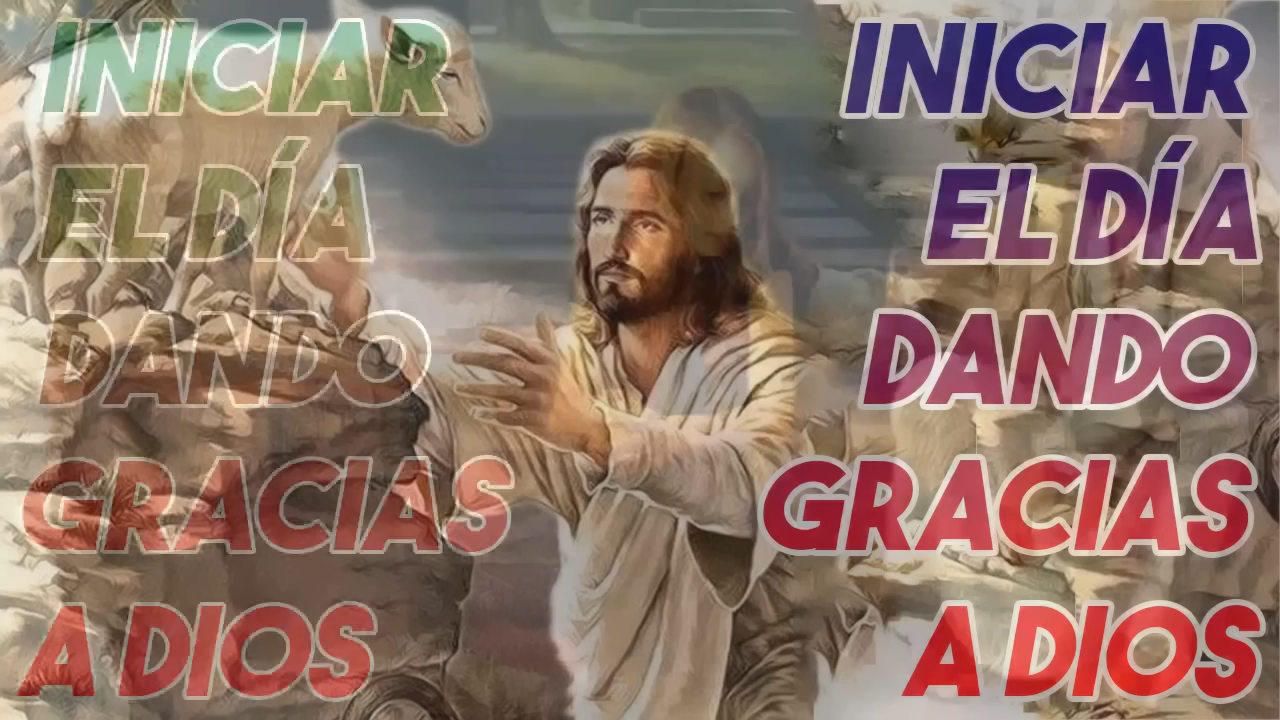 INICIAR
EL DÍA
DANDO
GRACIAS
A DIOS
INICIAR
EL DÍA
DANDO
GRACIAS
A DIOS